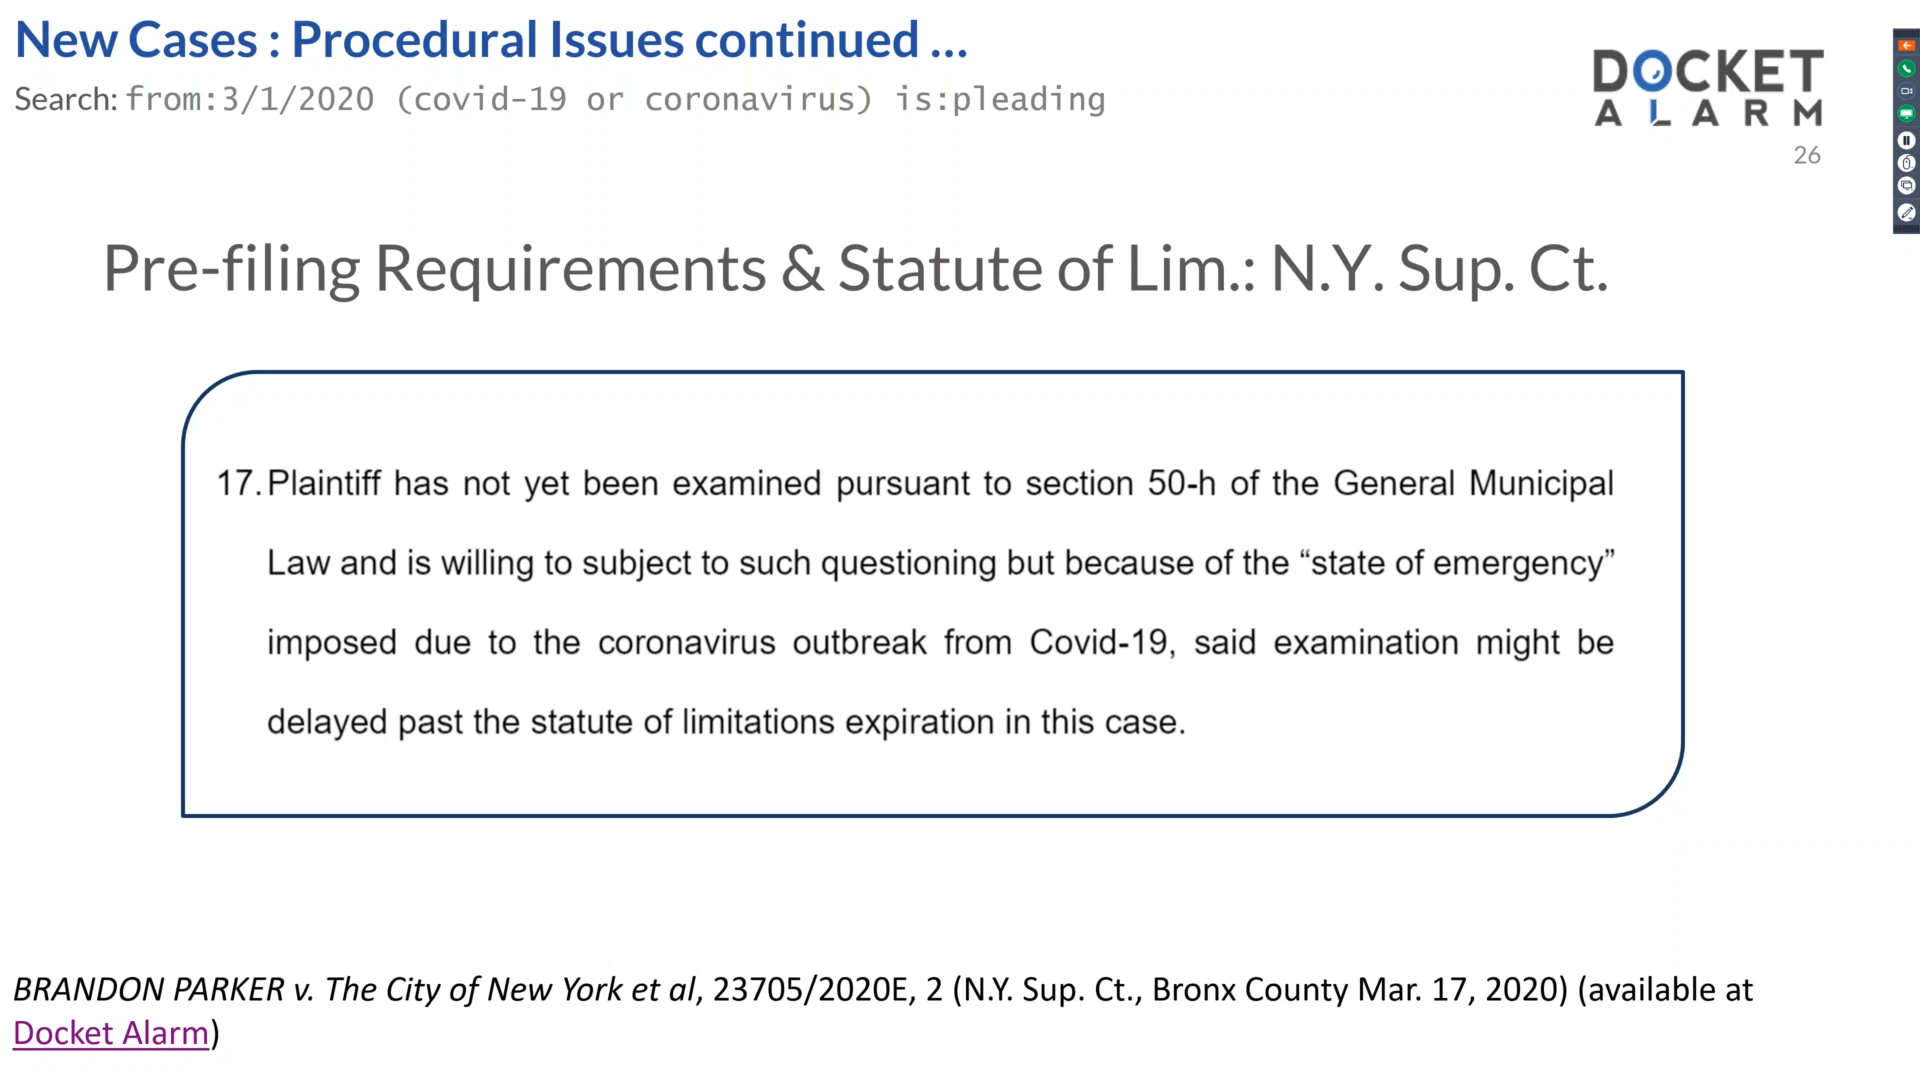 New Cases : Procedural Issues continued ...
Search: from:3/1/2020 (covid-19 or coronavirus) is:pleading
DOCKET
ALARM
26
Pre-filing Requirements & Statute of Lim.: N.Y. Sup. Ct.
17. Plaintiff has not yet been examined pursuant to section 50-h of the General Municipal
Law and is willing to subject to such questioning but because of the “state of emergency”
imposed due to the coronavirus outbreak from Covid-19, said examination might be
delayed past the statute of limitations expiration in this case.
BRANDON PARKER v. The City of New York et al, 23705/2020E, 2 (N.Y. Sup. Ct., Bronx County Mar. 17, 2020) (available at
Docket Alarm)